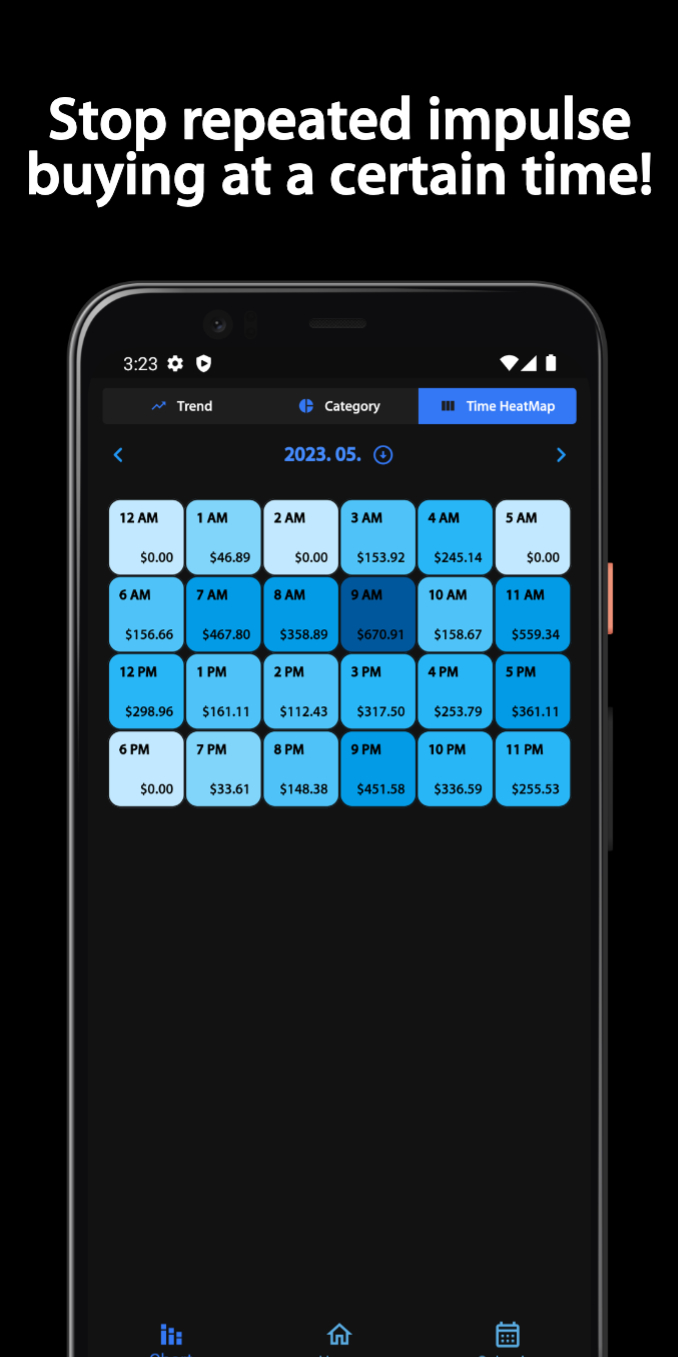 Stop repeated impulse
buying at a certain time!
3:23
Trend Category Time HeatMap
2023. 05.
12 AM 1 AM 2 AM 3 AM 4 AM 5 AM
$0.00 $46.89 $0.00 $153.92 $245.14 $0.00
6 AM 7 AM 8 AM 9 AM 10 AM 11 AM
$156.66 $467.80 $358.89 $670.91 $158.67 $559.34
12 PM 1 PM 2 PM 3 PM 4 PM 5 PM
$298.96 $161.11 $112.43 $317.50 $253.79 $361.11
6 PM 7 PM 8 PM 9 PM 10 PM 11 PM
$0.00 $33.61 $148.38 $451.58 $336.59 $255.53